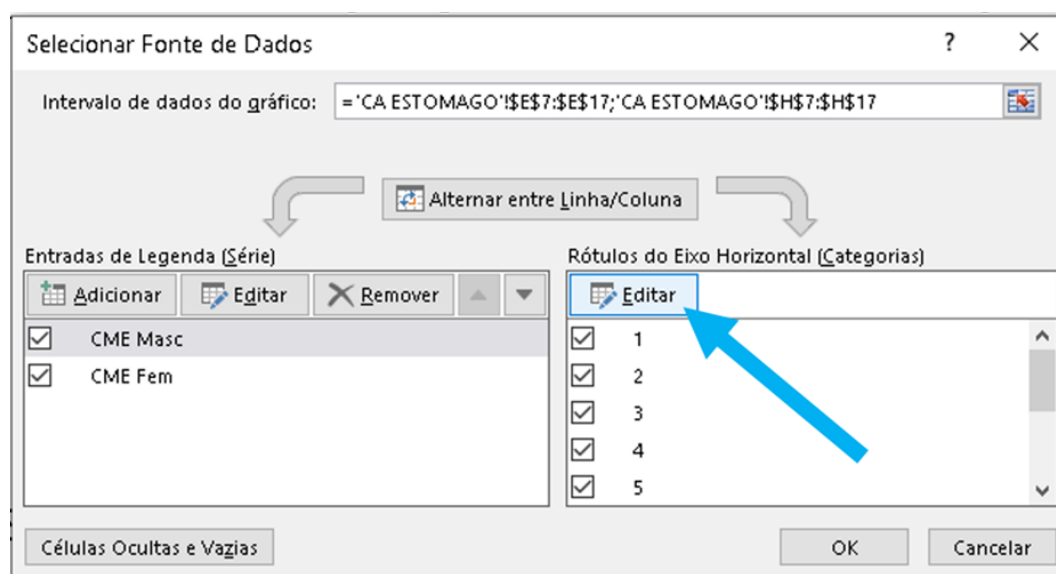 Selecionar Fonte de Dados ?
Intervalo de dados do gráfico: ='CA ESTOMAGO'!$E$7:$E$17;'CA ESTOMAGO'!$H$7:$H$17
Alternar entre Linha/Coluna
Entradas de Legenda (Série)
Adicionar Editar Remover
CME Masc
CME Fem
Rótulos do Eixo Horizontal (Categorias)
Editar
1
2
3
4
5
Células Ocultas e Vazias
OK Cancelar